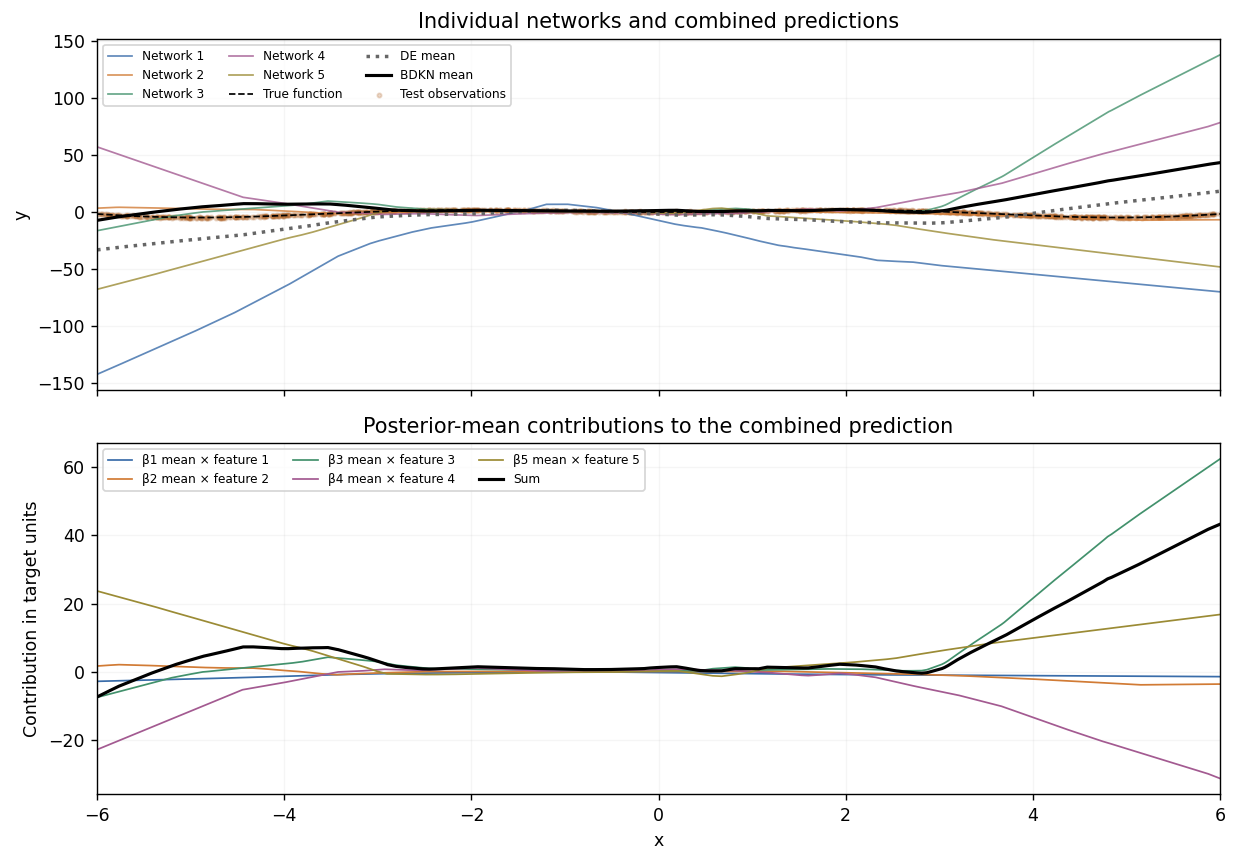 Individual networks and combined predictions
150
100
50
0
−50
−100
−150
y
Network 1
Network 2
Network 3
Network 4
Network 5
True function
DE mean
BDKN mean
Test observations
Posterior-mean contributions to the combined prediction
60
40
20
0
−20
Contribution in target units
β1 mean × feature 1
β2 mean × feature 2
β3 mean × feature 3
β4 mean × feature 4
β5 mean × feature 5
Sum
−6
−4
−2
0
2
4
6
x